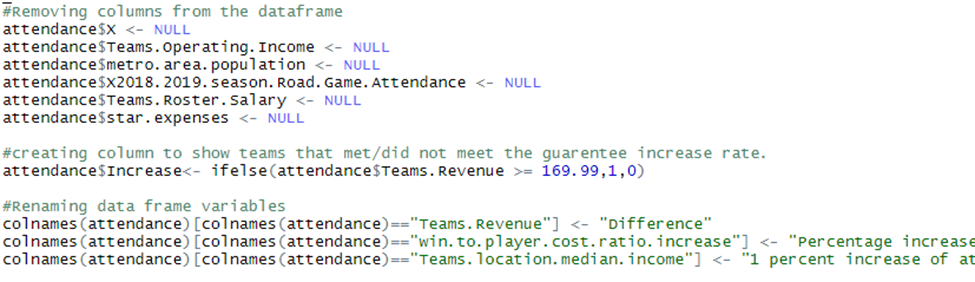 #Removing columns from the dataframe
attendance$X <- NULL
attendance$Teams.Operating.Income <- NULL
attendance$metro.area.population <- NULL
attendance$X2018.2019.season.Road.Game.Attendance <- NULL
attendance$Teams.Roster.Salary <- NULL
attendance$star.expenses <- NULL
#creating column to show teams that met/did not meet the guarentee increase rate.
attendance$Increase<- ifelse(attendance$Teams.Revenue >= 169.99,1,0)
#Renaming data frame variables
colnames(attendance)[colnames(attendance)=="Teams.Revenue"] <- "Difference"
colnames(attendance)[colnames(attendance)=="win.to.player.cost.ratio.increase"] <- "Percentage increase
colnames(attendance)[colnames(attendance)=="Teams.location.median.income"] <- "1 percent increase of at